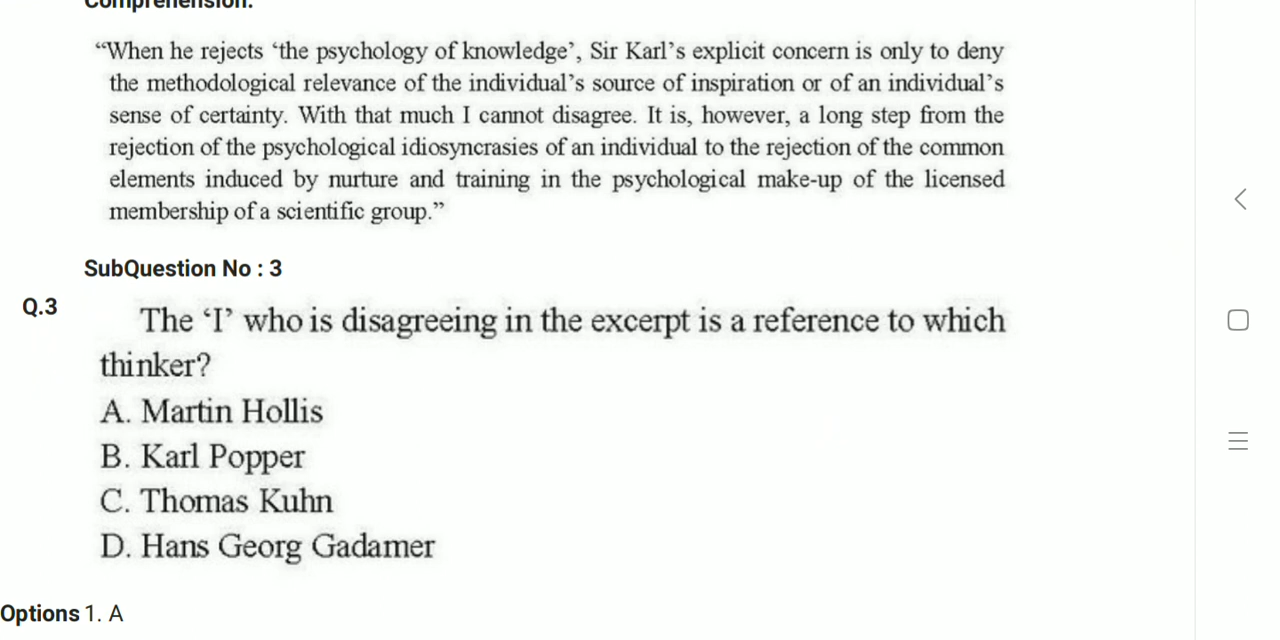 Comprehension:
“When he rejects ‘the psychology of knowledge’, Sir Karl’s explicit concern is only to deny
the methodological relevance of the individual’s source of inspiration or of an individual’s
sense of certainty. With that much I cannot disagree. It is, however, a long step from the
rejection of the psychological idiosyncrasies of an individual to the rejection of the common
elements induced by nurture and training in the psychological make-up of the licensed
membership of a scientific group.”
SubQuestion No : 3
Q.3
The ‘I’ who is disagreeing in the excerpt is a reference to which
thinker?
A. Martin Hollis
B. Karl Popper
C. Thomas Kuhn
D. Hans Georg Gadamer
Options 1. A